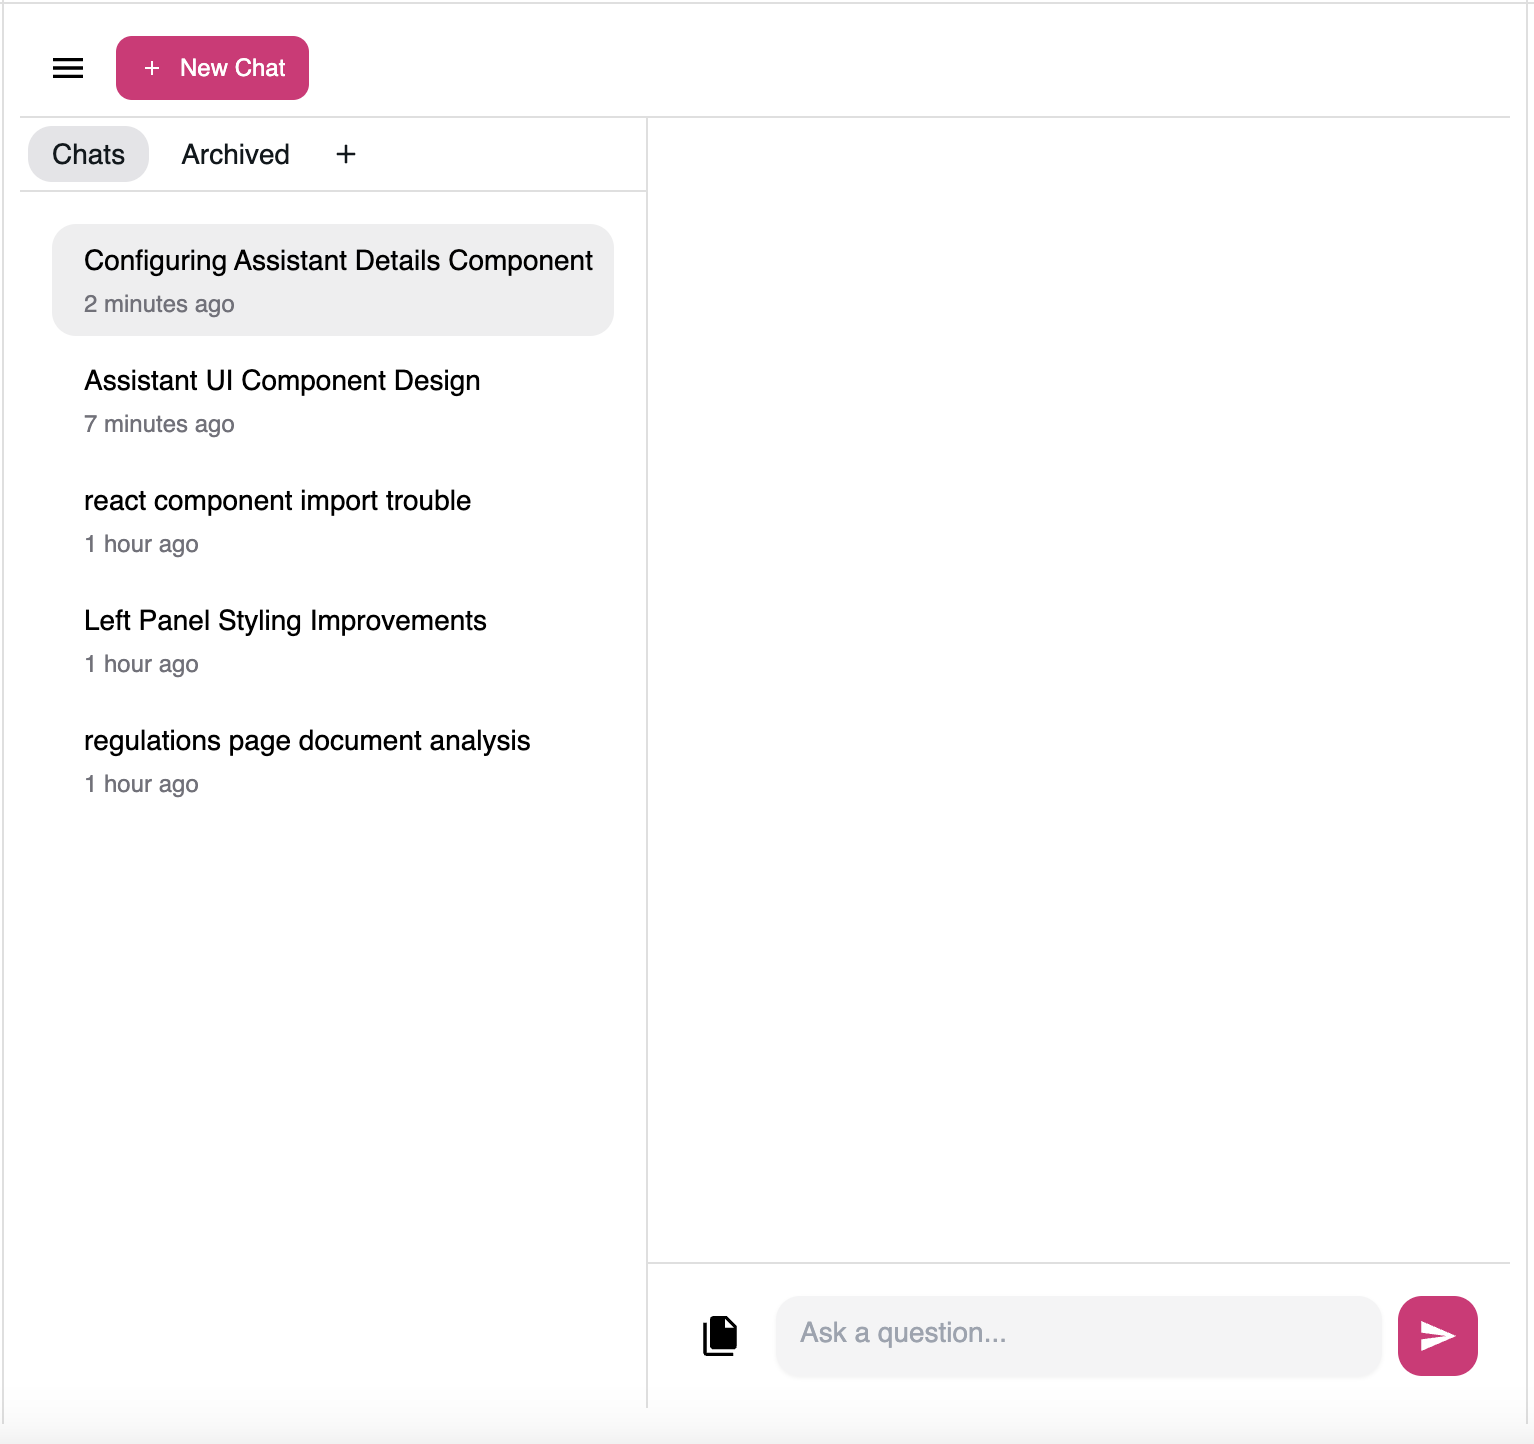 + New Chat
Chats Archived +
Configuring Assistant Details Component
2 minutes ago
Assistant UI Component Design
7 minutes ago
react component import trouble
1 hour ago
Left Panel Styling Improvements
1 hour ago
regulations page document analysis
1 hour ago
Ask a question...